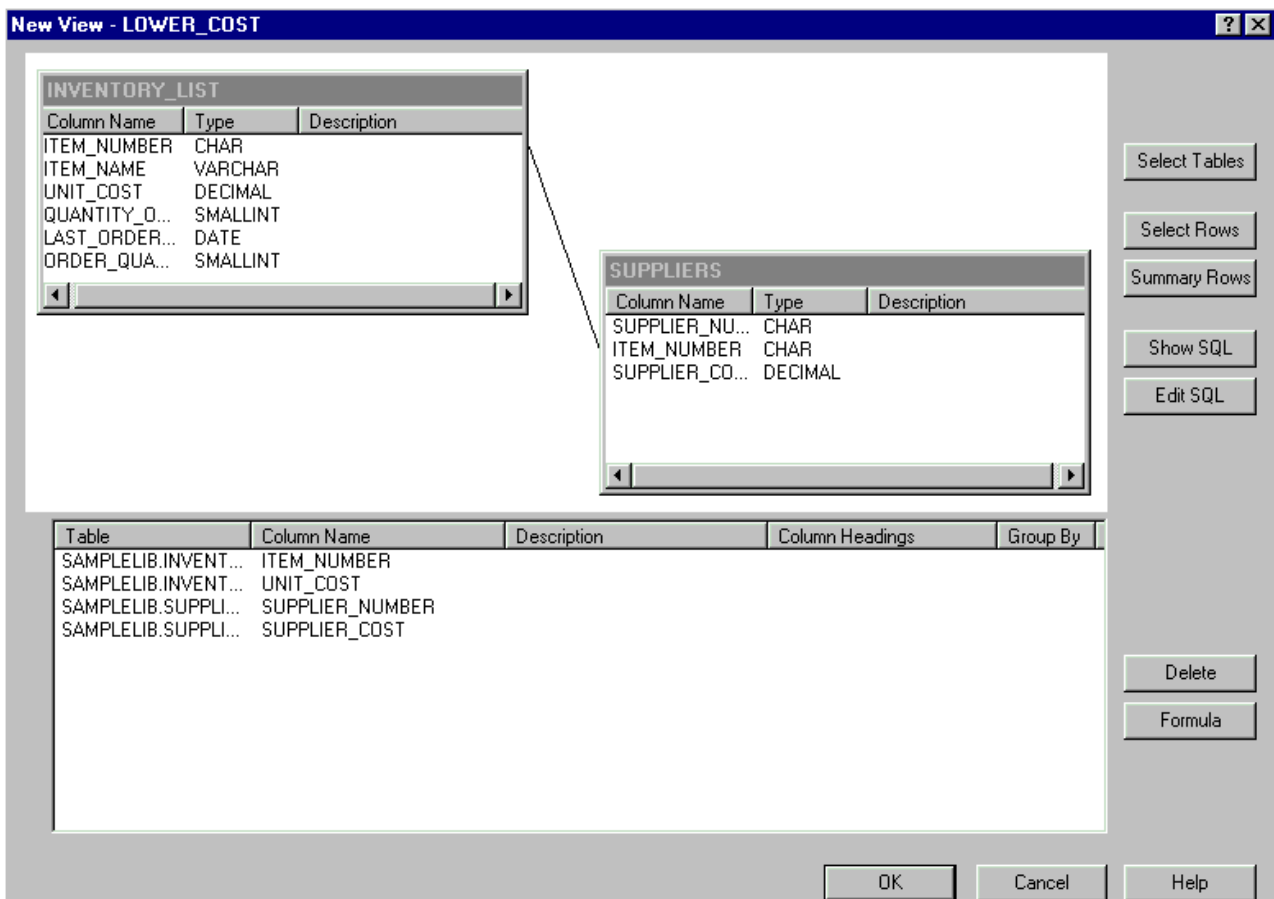 New View - LOWER_COST
INVENTORY_LIST
Column Name Type Description
ITEM_NUMBER CHAR
ITEM_NAME VARCHAR
UNIT_COST DECIMAL
QUANTITY_O... SMALLINT
LAST_ORDER... DATE
ORDER_QUA... SMALLINT
SUPPLIERS
Column Name Type Description
SUPPLIER_NU... CHAR
ITEM_NUMBER CHAR
SUPPLIER_CO... DECIMAL
Select Tables
Select Rows
Summary Rows
Show SQL
Edit SQL
Table Column Name Description Column Headings Group By
SAMPLELIB.INVENT... ITEM_NUMBER
SAMPLELIB.INVENT... UNIT_COST
SAMPLELIB.SUPPLI... SUPPLIER_NUMBER
SAMPLELIB.SUPPLI... SUPPLIER_COST
Delete
Formula
OK Cancel Help